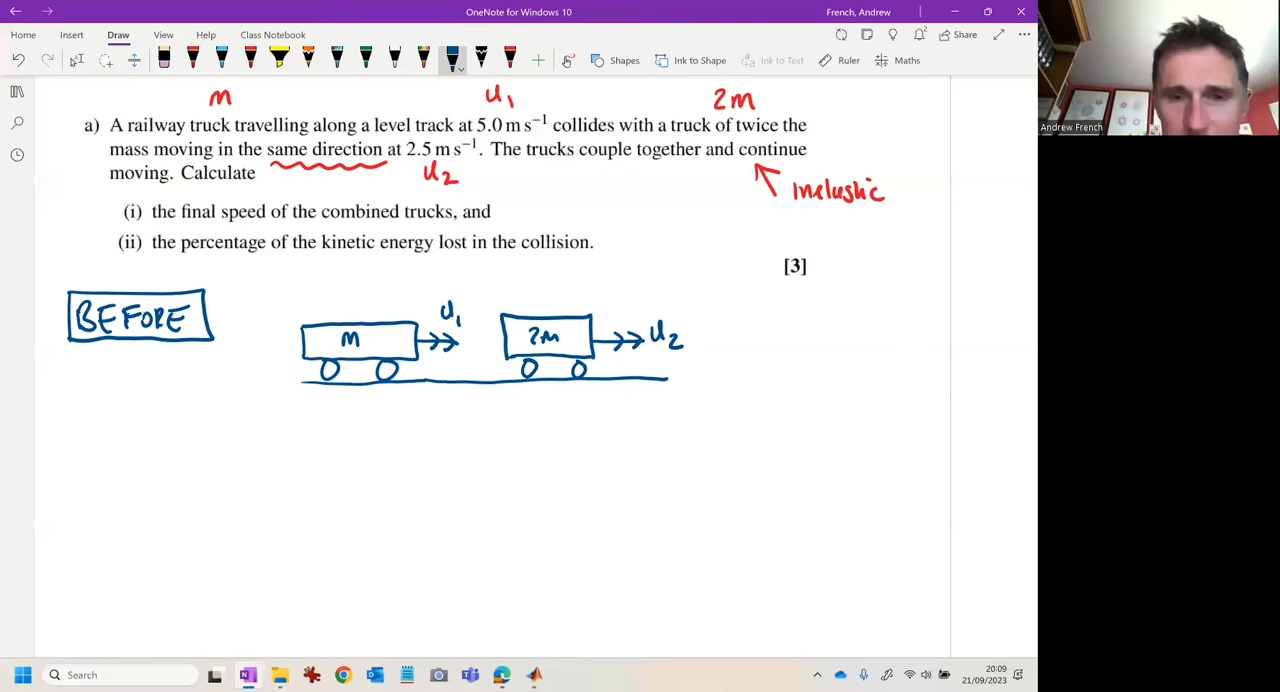 OneNote for Windows 10
French, Andrew
Home Insert Draw View Help Class Notebook
Share
Shapes Ink to Shape Ink to Text Ruler Maths
m u₁ 2m
a) A railway truck travelling along a level track at 5.0 m s⁻¹ collides with a truck of twice the
mass moving in the same direction at 2.5 m s⁻¹. The trucks couple together and continue
moving. Calculate
u₂
Inelastic
(i) the final speed of the combined trucks, and
(ii) the percentage of the kinetic energy lost in the collision.
[3]
BEFORE
m u₁ 2m u₂
Andrew French
Search
20:09
21/09/2023